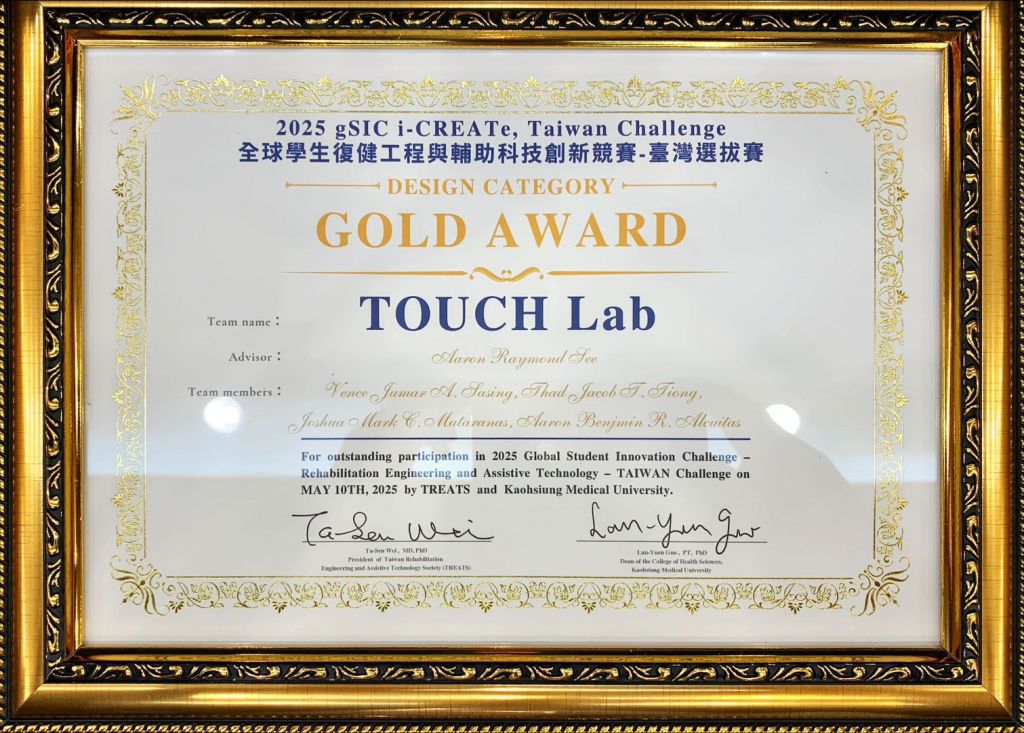 2025 gSIC i-CREATe, Taiwan Challenge
全球學生復健工程與輔助科技創新競賽-臺灣選拔賽
DESIGN CATEGORY
GOLD AWARD
Team name： TOUCH Lab
Advisor： Aaron Raymond See
Team members： Vence Jumar A. Sasing, Thad Jacob T. Tiong,
Joshua Mark C. Mataranas, Aaron Benjmin R. Alcuitas
For outstanding participation in 2025 Global Student Innovation Challenge –
Rehabilitation Engineering and Assistive Technology – TAIWAN Challenge on
MAY 10TH, 2025 by TREATS and Kaohsiung Medical University.
Ta-Sen Wei Lan-Yuen Guo
Ta-Sen Wei , MD, PhD
President of Taiwan Rehabilitation
Engineering and Assistive Technology Society (TREATS)
Lan-Yuen Guo , PT, PhD
Dean of the College of Health Sciences,
Kaohsiung Medical University